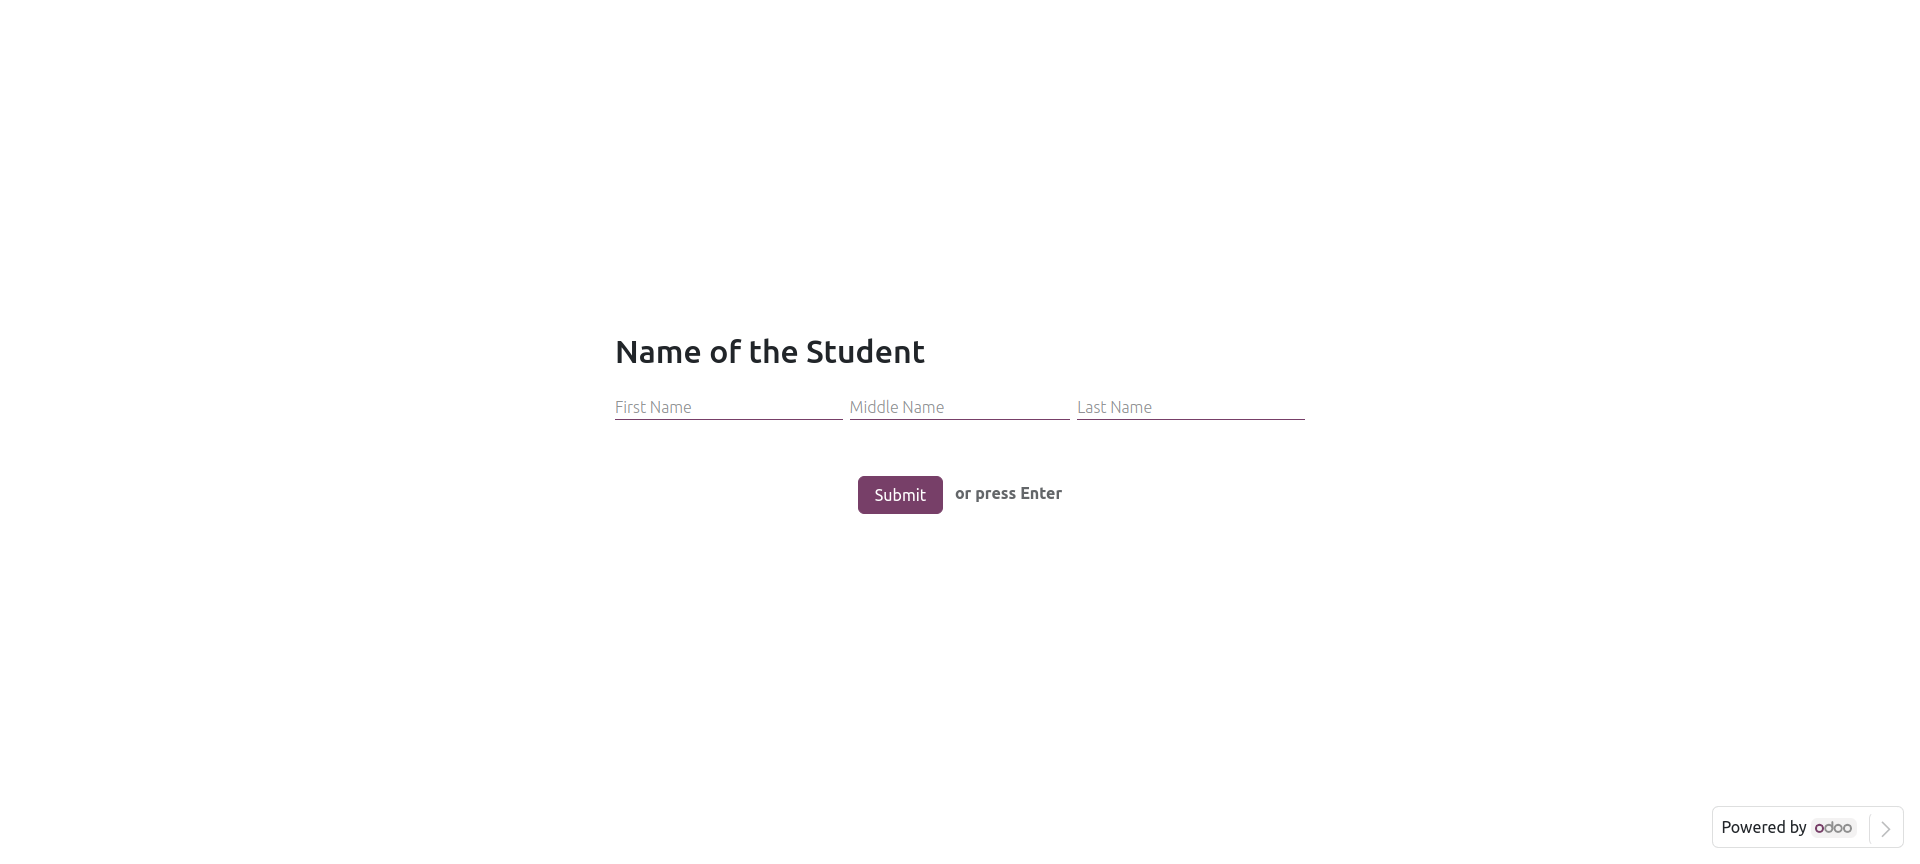 Name of the Student
First Name Middle Name Last Name
Submit or press Enter
Powered by odoo